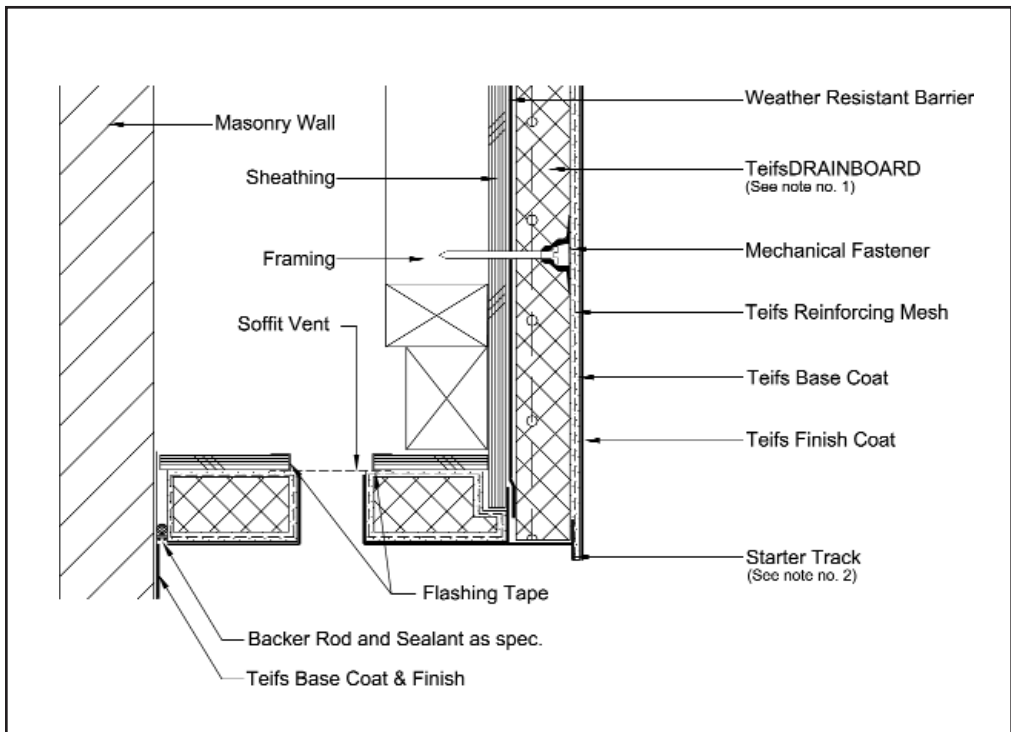 Weather Resistant Barrier
Masonry Wall
TeifsDRAINBOARD
(See note no. 1)
Sheathing
Mechanical Fastener
Framing
Teifs Reinforcing Mesh
Soffit Vent
Teifs Base Coat
Teifs Finish Coat
Starter Track
(See note no. 2)
Flashing Tape
Backer Rod and Sealant as spec.
Teifs Base Coat & Finish